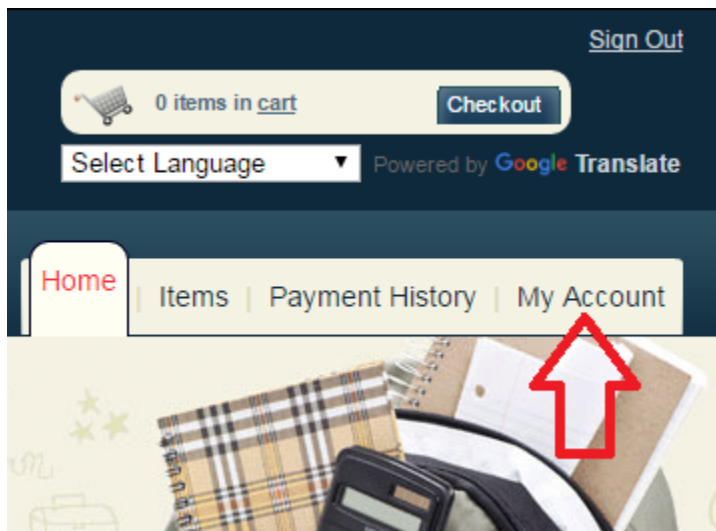 Sign Out
0 items in cart
Checkout
Select Language
Powered by Google Translate
Home | Items | Payment History | My Account